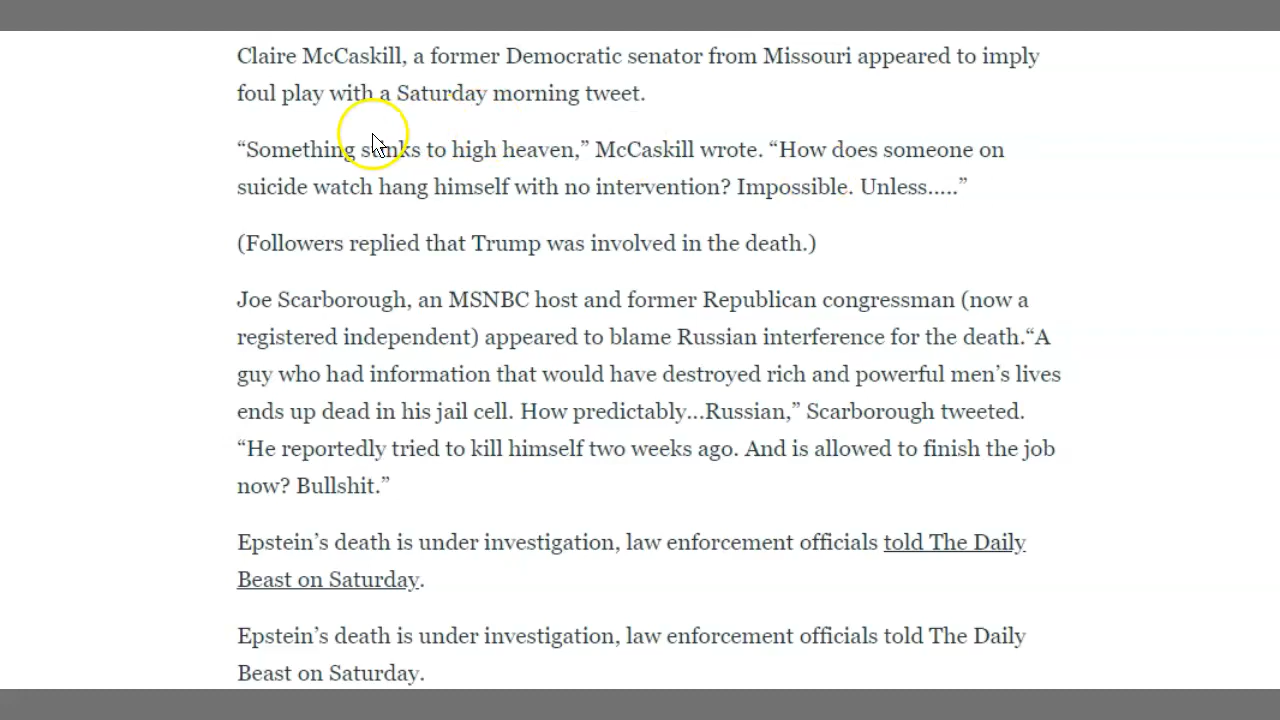 Claire McCaskill, a former Democratic senator from Missouri appeared to imply
foul play with a Saturday morning tweet.
“Something stinks to high heaven,” McCaskill wrote. “How does someone on
suicide watch hang himself with no intervention? Impossible. Unless.....”
(Followers replied that Trump was involved in the death.)
Joe Scarborough, an MSNBC host and former Republican congressman (now a
registered independent) appeared to blame Russian interference for the death.“A
guy who had information that would have destroyed rich and powerful men’s lives
ends up dead in his jail cell. How predictably...Russian,” Scarborough tweeted.
“He reportedly tried to kill himself two weeks ago. And is allowed to finish the job
now? Bullshit.”
Epstein’s death is under investigation, law enforcement officials told The Daily
Beast on Saturday.
Epstein’s death is under investigation, law enforcement officials told The Daily
Beast on Saturday.